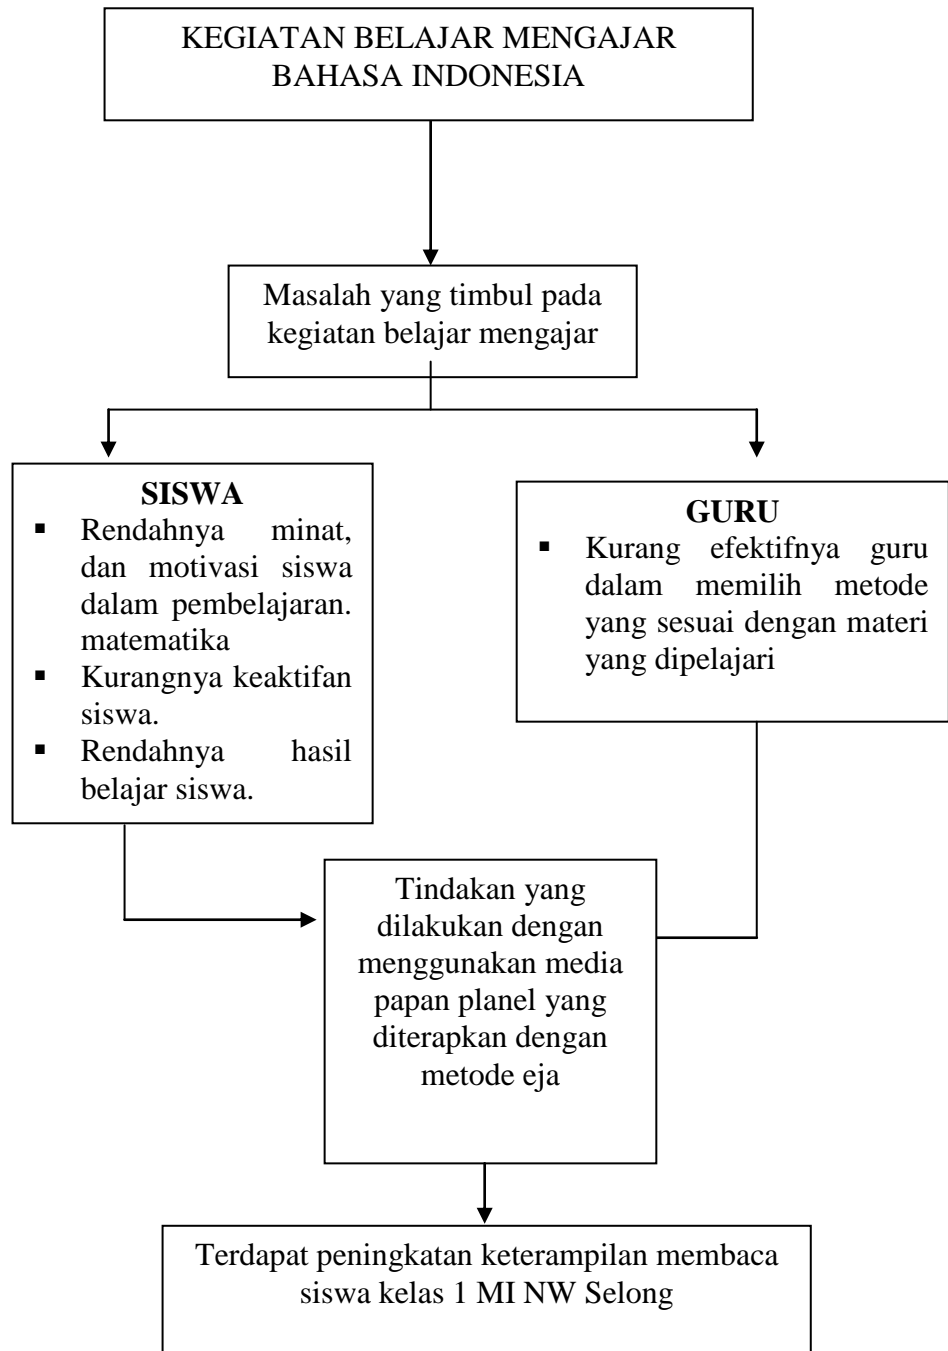 KEGIATAN BELAJAR MENGAJAR
BAHASA INDONESIA
Masalah yang timbul pada
kegiatan belajar mengajar
SISWA
▪ Rendahnya minat,
dan motivasi siswa
dalam pembelajaran.
matematika
▪ Kurangnya keaktifan
siswa.
▪ Rendahnya hasil
belajar siswa.
GURU
▪ Kurang efektifnya guru
dalam memilih metode
yang sesuai dengan materi
yang dipelajari
Tindakan yang
dilakukan dengan
menggunakan media
papan planel yang
diterapkan dengan
metode eja
Terdapat peningkatan keterampilan membaca
siswa kelas 1 MI NW Selong